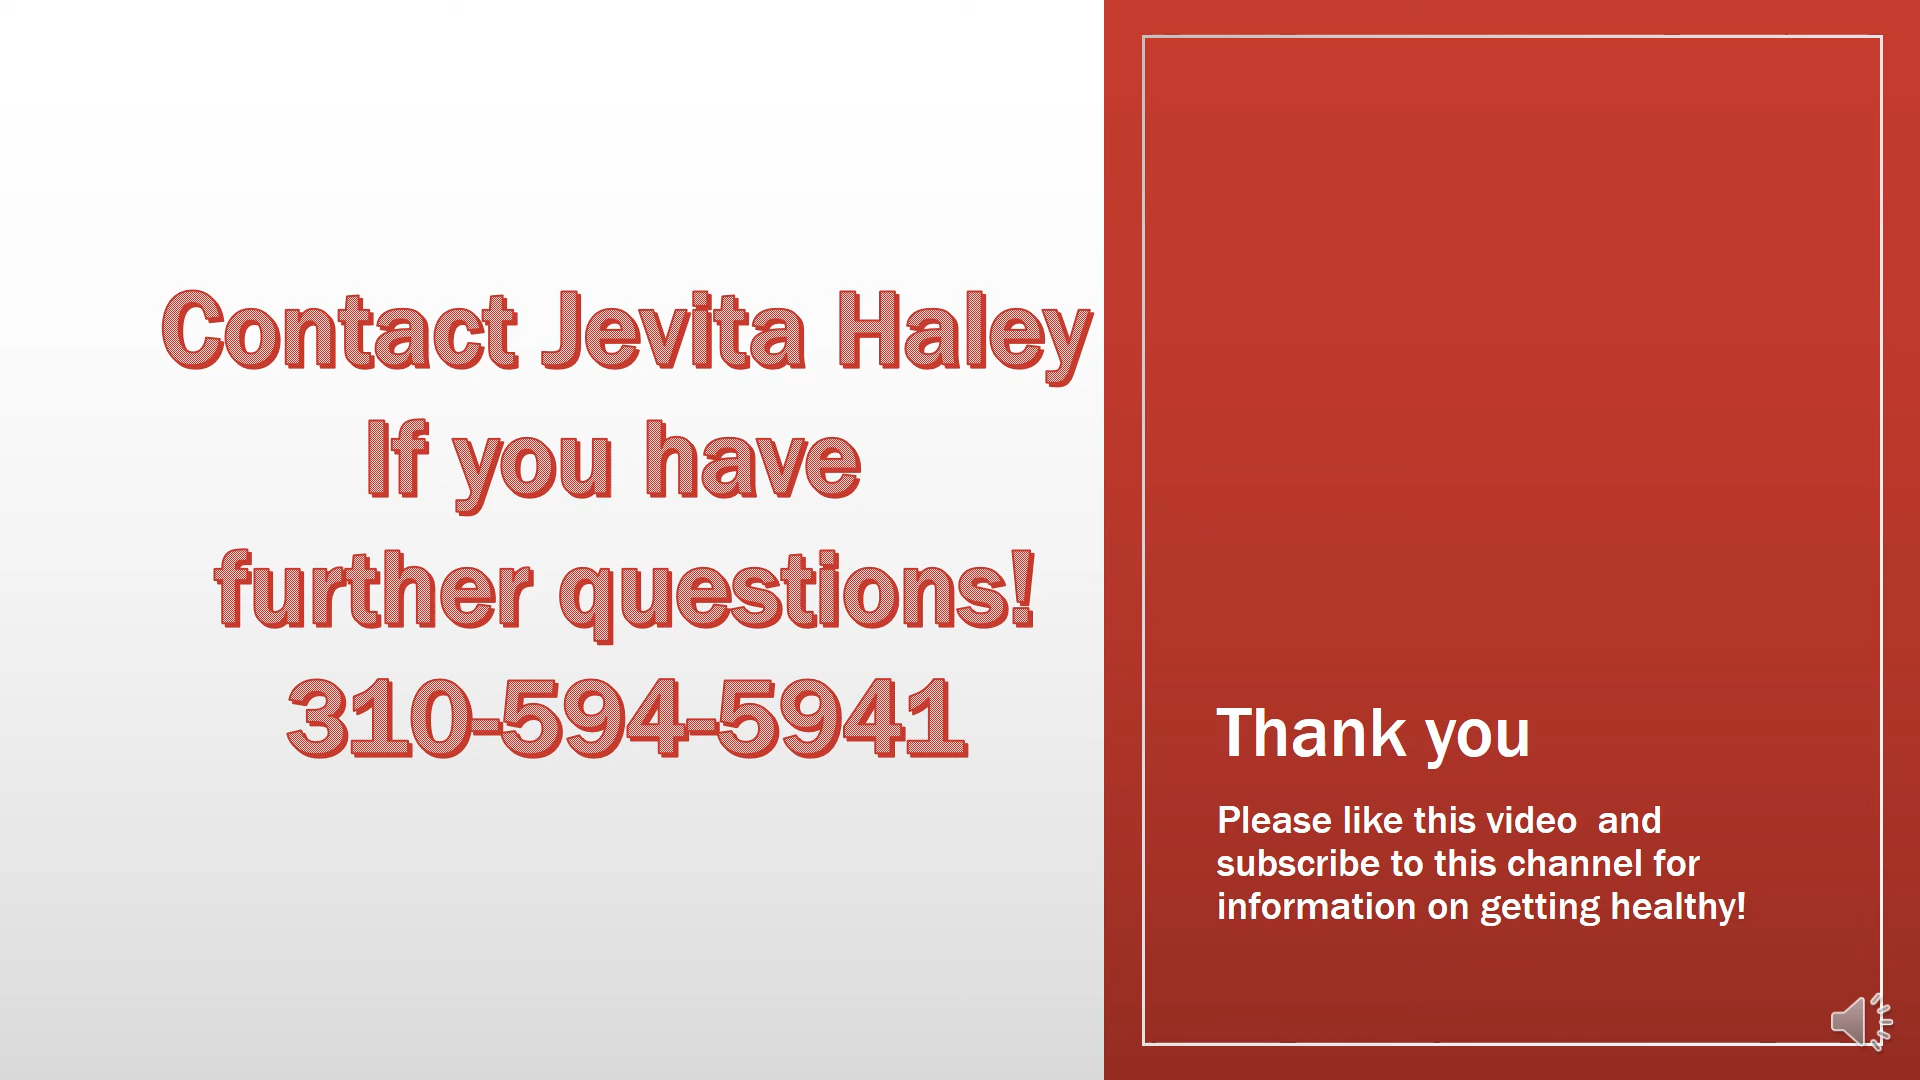 Contact Jevita Haley
If you have
further questions!
310-594-5941
Thank you
Please like this video  and
subscribe to this channel for
information on getting healthy!